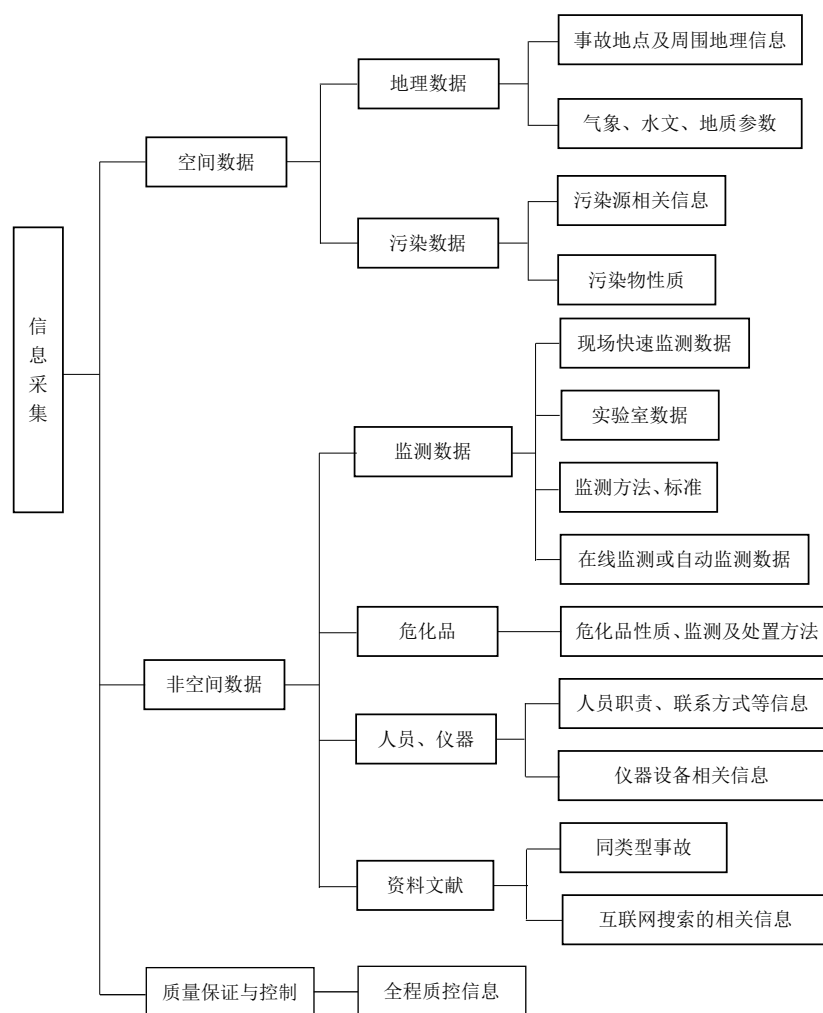 信息采集
空间数据
地理数据
事故地点及周围地理信息
气象、水文、地质参数
污染数据
污染源相关信息
污染物性质
非空间数据
监测数据
现场快速监测数据
实验室数据
监测方法、标准
在线监测或自动监测数据
危化品
危化品性质、监测及处置方法
人员、仪器
人员职责、联系方式等信息
仪器设备相关信息
资料文献
同类型事故
互联网搜索的相关信息
质量保证与控制
全程质控信息